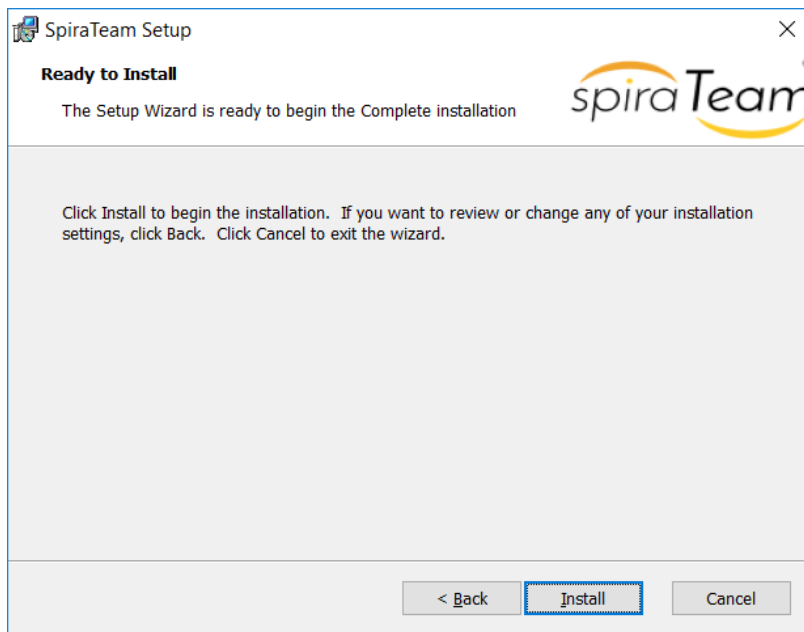 SpiraTeam Setup
Ready to Install
The Setup Wizard is ready to begin the Complete installation
spiraTeam
Click Install to begin the installation. If you want to review or change any of your installation
settings, click Back. Click Cancel to exit the wizard.
< Back
Install
Cancel